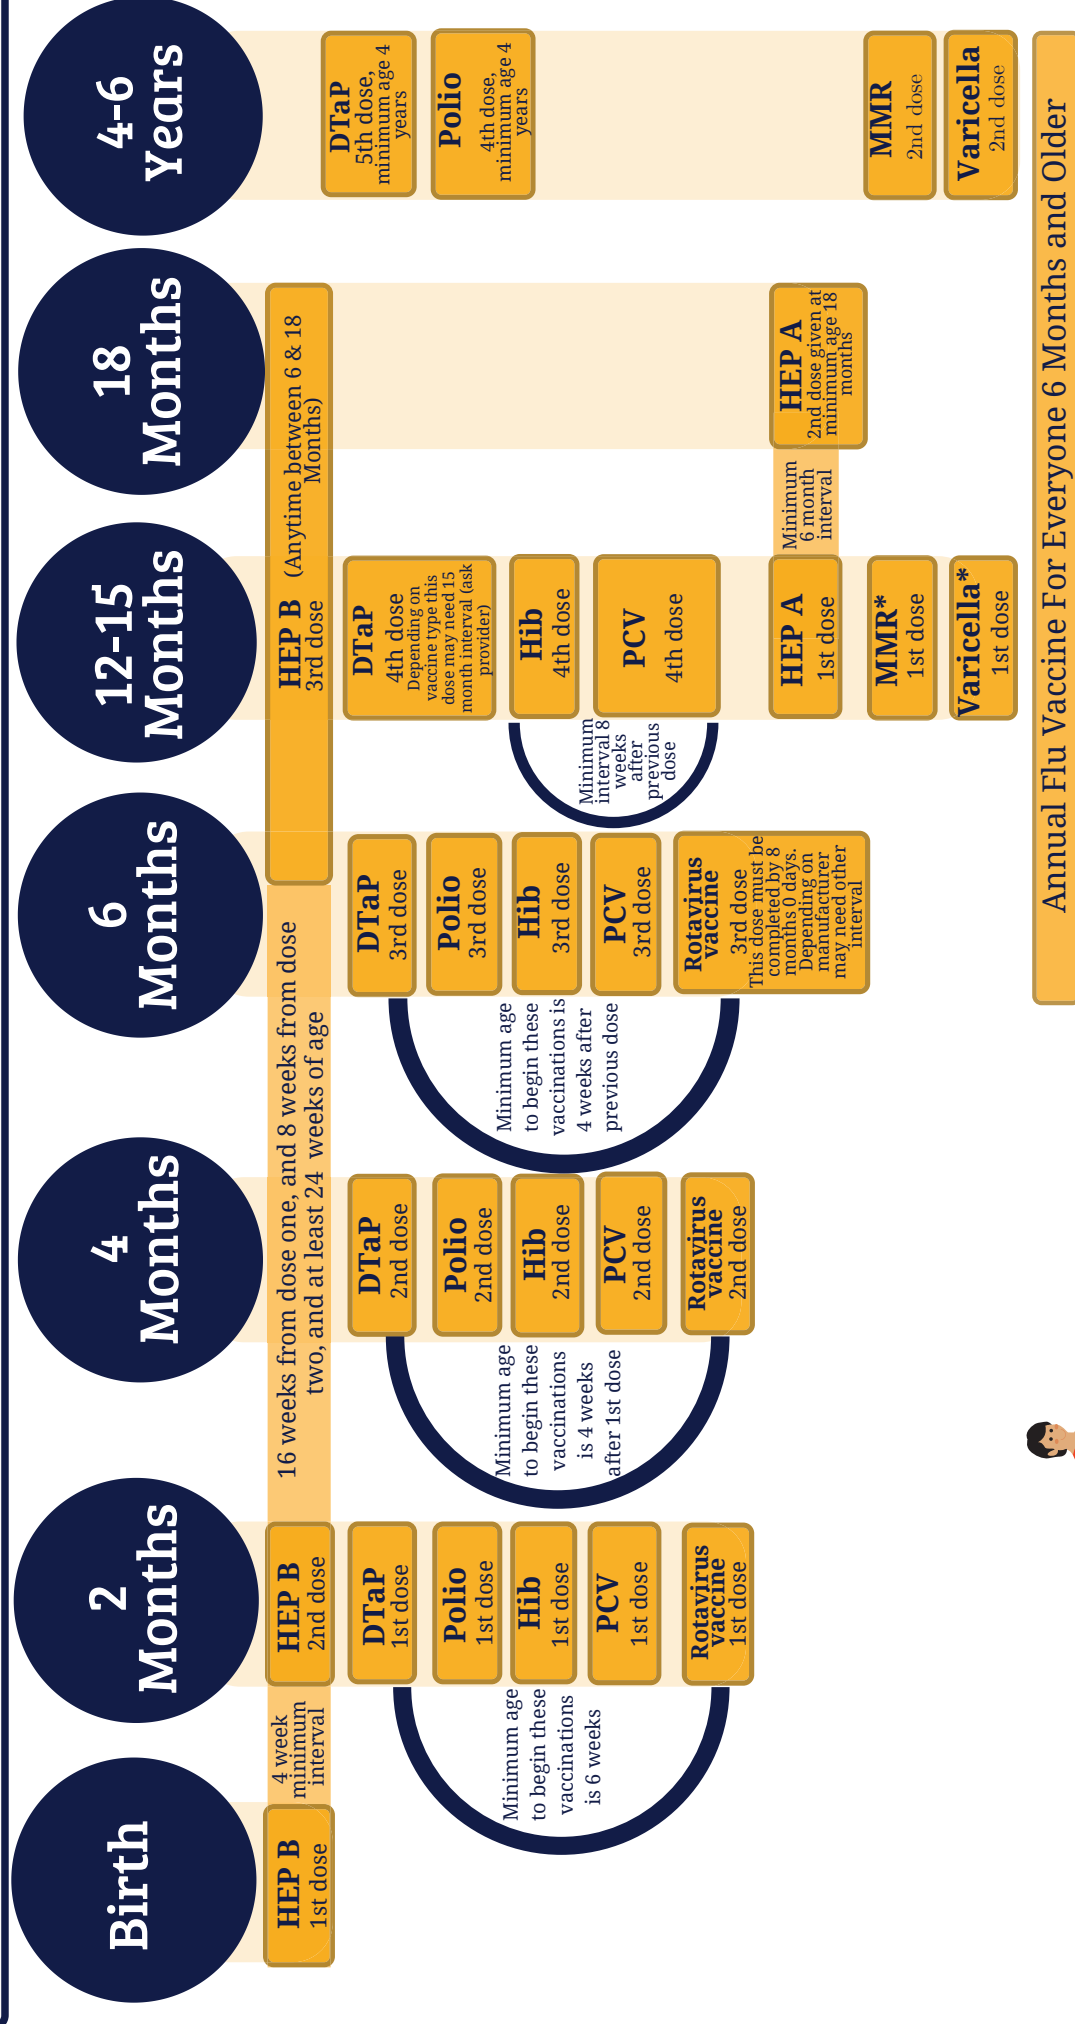 Birth
HEP B
1st dose
4 week
minimum
interval
2
Months
HEP B
2nd dose
DTaP
1st dose
Polio
1st dose
Hib
1st dose
PCV
1st dose
Rotavirus
vaccine
1st dose
Minimum age
to begin these
vaccinations
is 6 weeks
16 weeks from dose one, and 8 weeks from dose
two, and at least 24 weeks of age
4
Months
DTaP
2nd dose
Polio
2nd dose
Hib
2nd dose
PCV
2nd dose
Rotavirus
vaccine
2nd dose
Minimum age
to begin these
vaccinations
is 4 weeks
after 1st dose
6
Months
DTaP
3rd dose
Polio
3rd dose
Hib
3rd dose
PCV
3rd dose
Rotavirus
vaccine
3rd dose
This dose must be
completed by 8
months 0 days.
Depending on
manufacturer
may need other
interval
Minimum age
to begin these
vaccinations is
4 weeks after
previous dose
12-15
Months
HEP B (Anytime between 6 & 18
3rd dose Months)
DTaP
4th dose
Depending on
vaccine type this
dose may need 15
month interval (ask
provider)
Hib
4th dose
PCV
4th dose
Minimum
interval 8
weeks
after
previous
dose
HEP A
1st dose
MMR*
1st dose
Varicella*
1st dose
Minimum
6 month
interval
18
Months
HEP A
2nd dose given at
minimum age 18
months
4-6
Years
DTaP
5th dose,
minimum age 4
years
Polio
4th dose,
minimum age 4
years
MMR
2nd dose
Varicella
2nd dose
Annual Flu Vaccine For Everyone 6 Months and Older